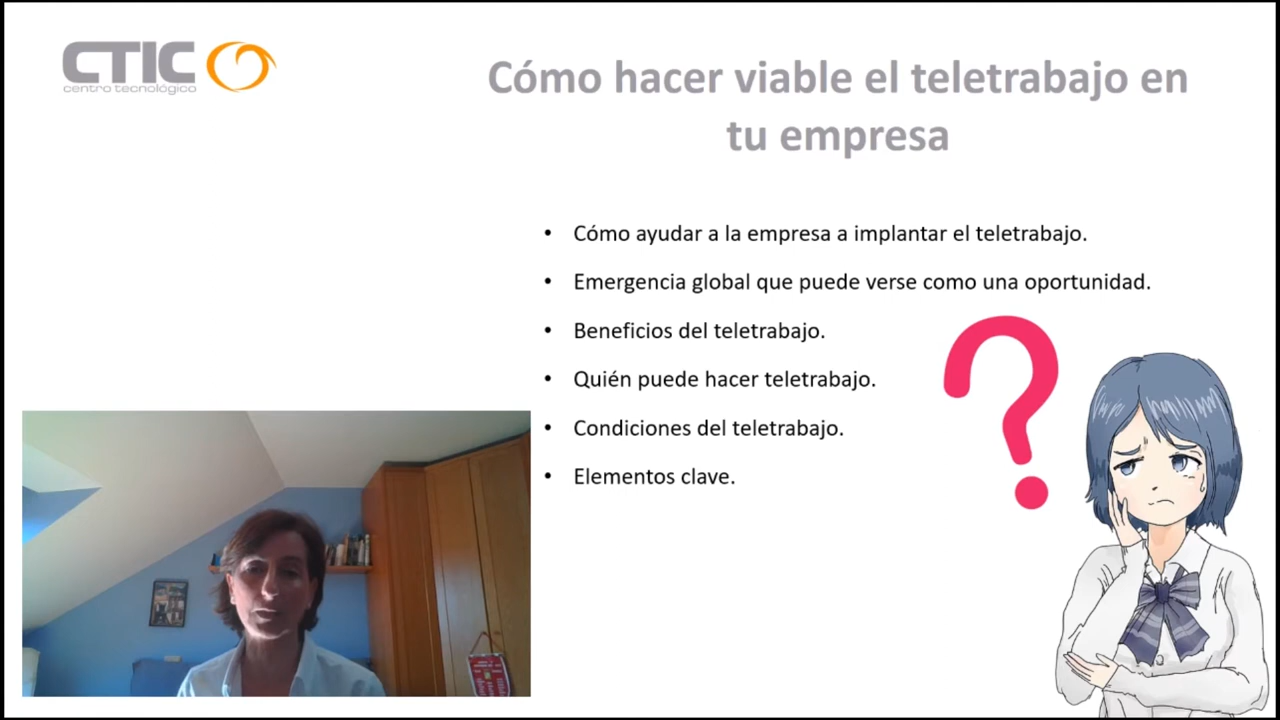 CTIC
centro tecnológico
Cómo hacer viable el teletrabajo en
tu empresa
• Cómo ayudar a la empresa a implantar el teletrabajo.
• Emergencia global que puede verse como una oportunidad.
• Beneficios del teletrabajo.
• Quién puede hacer teletrabajo.
• Condiciones del teletrabajo.
• Elementos clave.
?